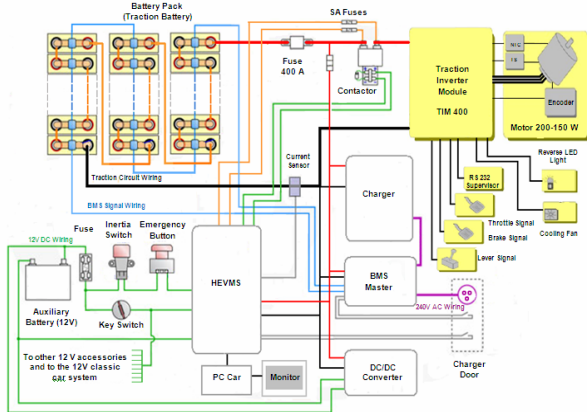 Battery Pack
(Traction Battery)
5A Fuses
Fuse
400 A
Contactor
Traction
Inverter
Module
TIM 400
NTC
TS
Encoder
Motor 200-150 W
Reverse LED
Light
RS 232
Supervisor
Cooling Fan
Throttle Signal
Brake Signal
Lever Signal
Traction Circuit Wiring
Current
Sensor
Charger
BMS Signal Wiring
12V DC Wiring
Fuse
Inertia
Switch
Emergency
Button
HEVMS
BMS
Master
240V AC Wiring
Auxiliary
Battery (12V)
Key Switch
To other 12 V accessories
and to the 12V classic
car system
PC Car
Monitor
DC/DC
Converter
Charger
Door